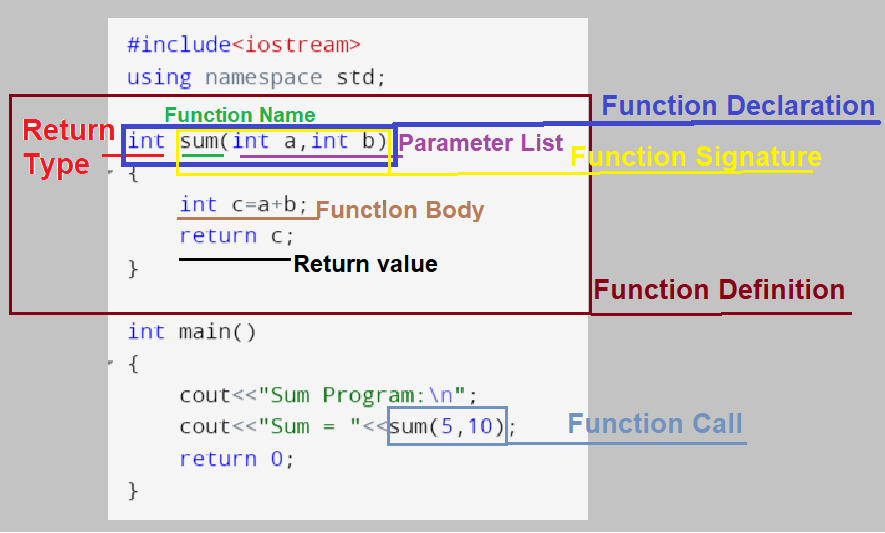 #include<iostream>
using namespace std;
Function Name
Function Declaration
Return
Type
int sum(int a,int b)
Parameter List
Function Signature
{
int c=a+b;
Function Body
return c;
Return value
}
Function Definition
int main()
{
cout<<"Sum Program:\n";
cout<<"Sum = "<<sum(5,10);
Function Call
return 0;
}